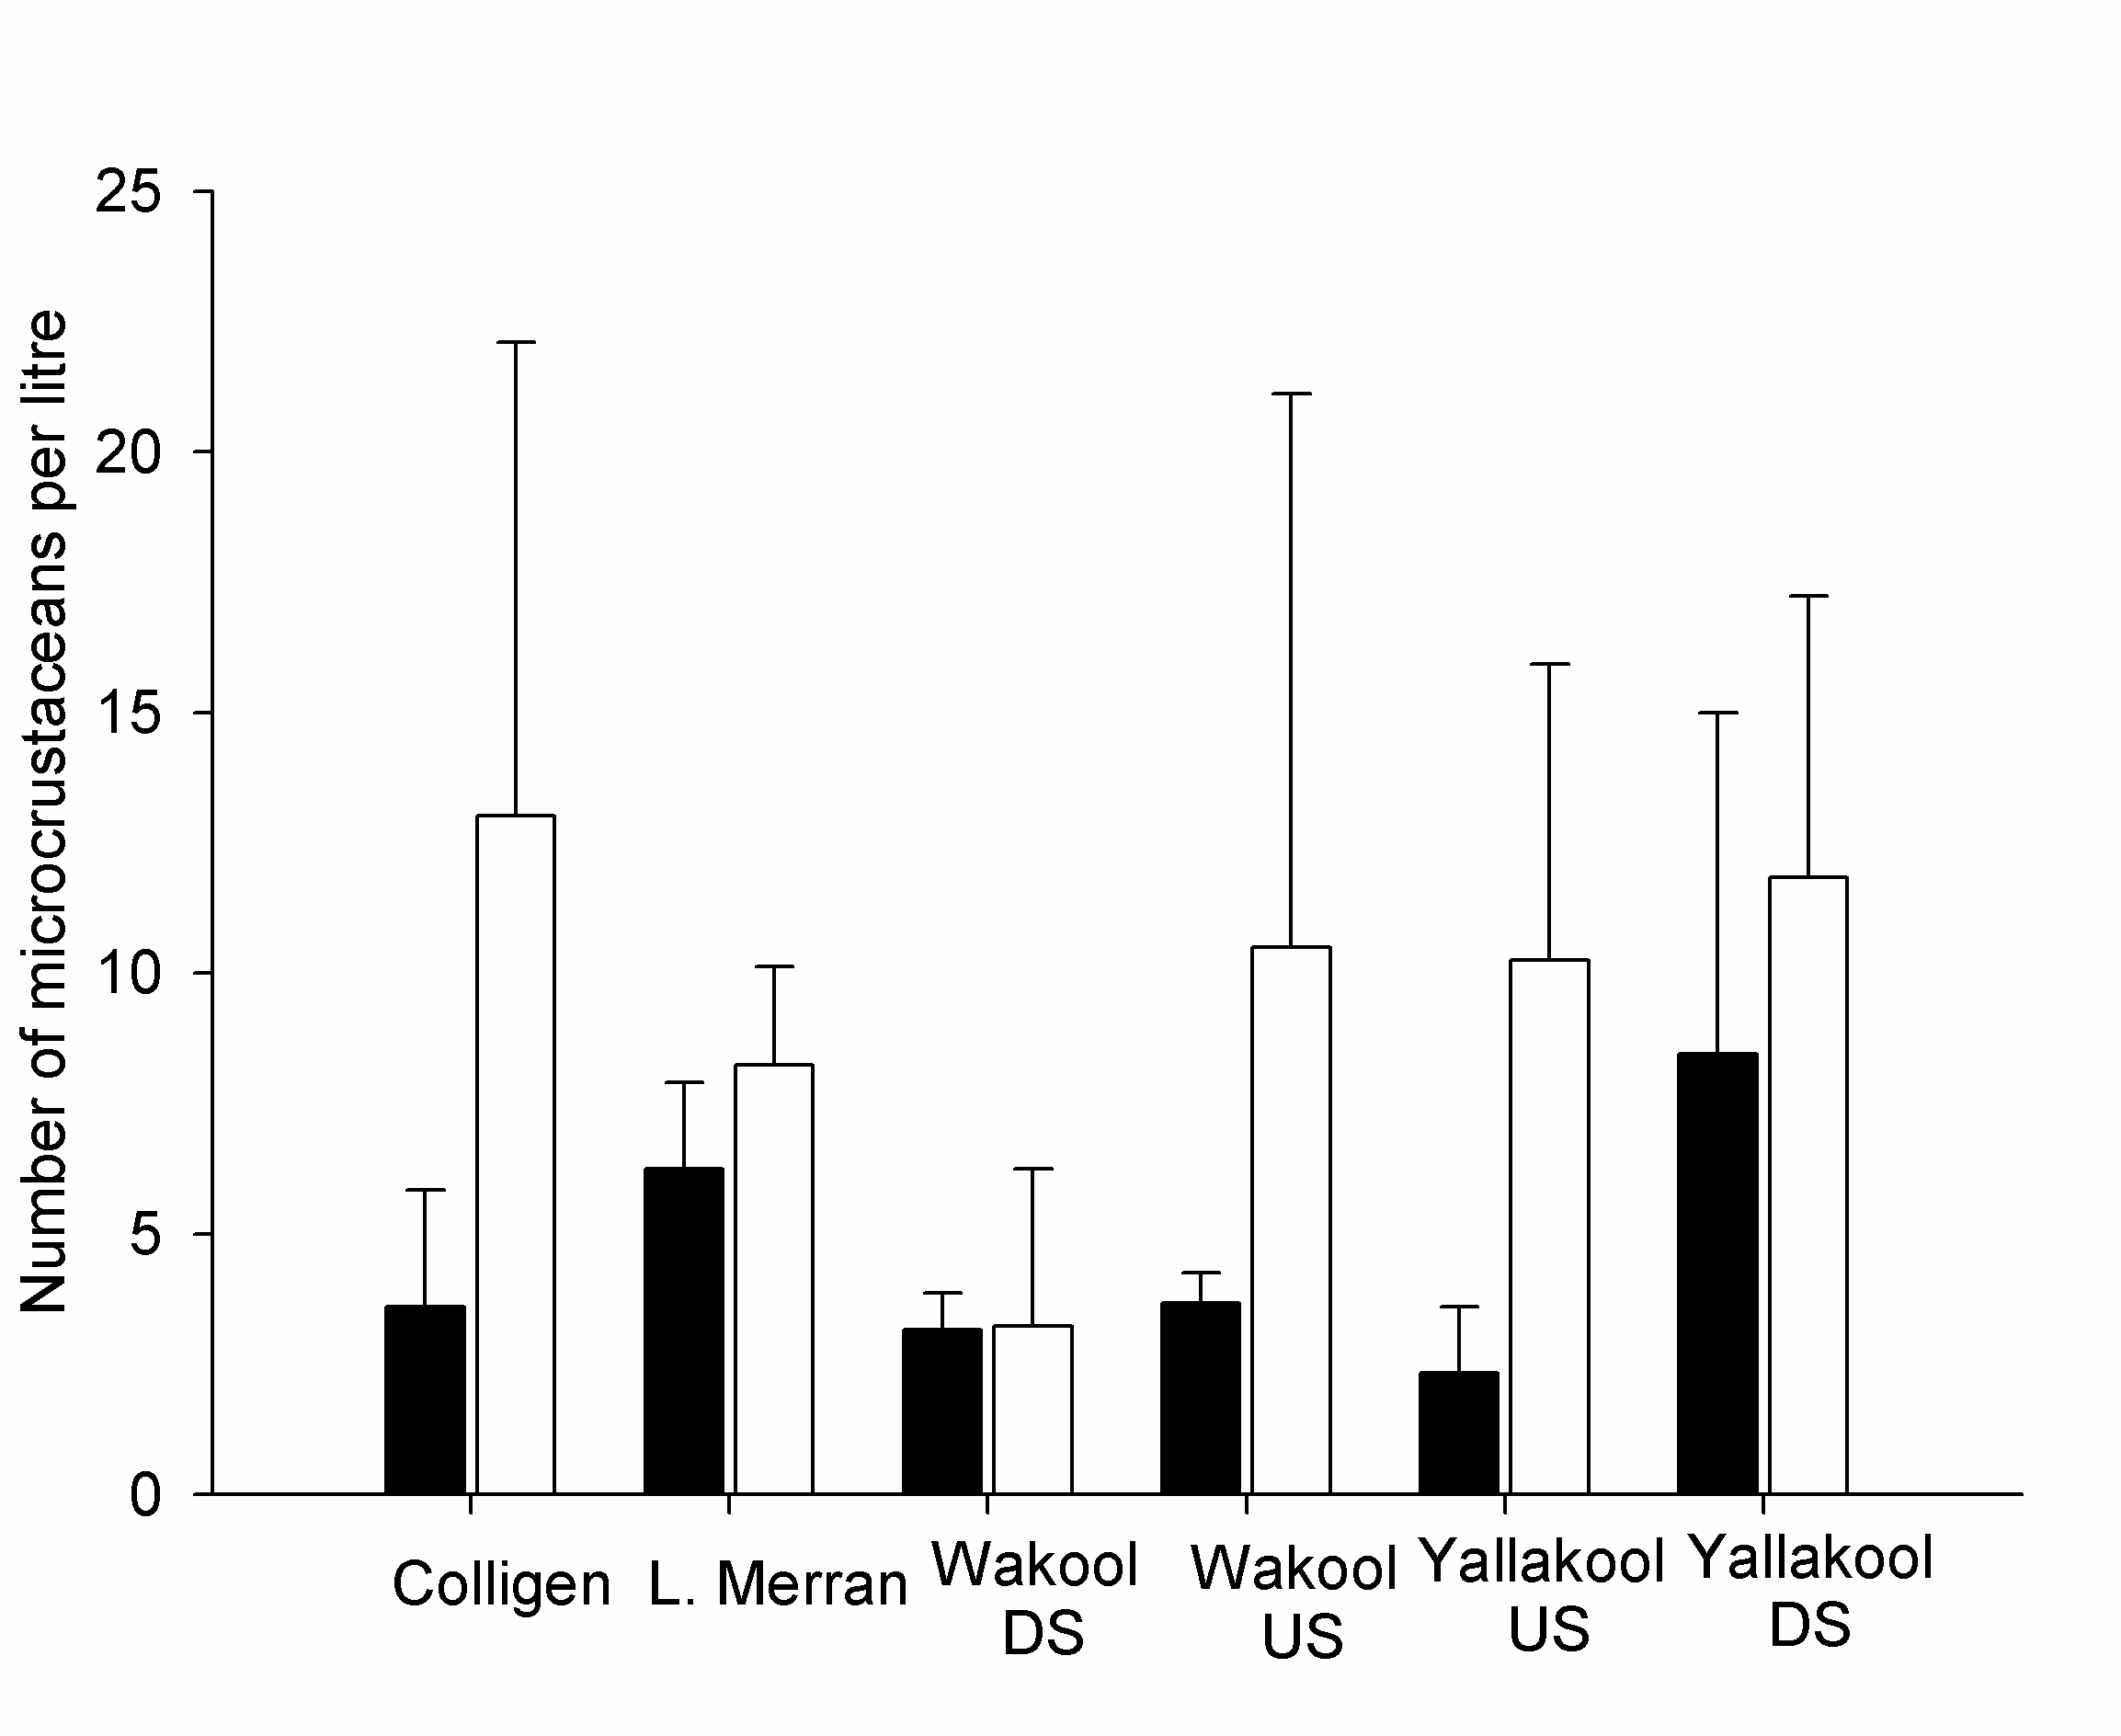 Number of microcrustaceans per litre
25
20
15
10
5
0
Colligen
L. Merran
Wakool
DS
Wakool
US
Yallakool
US
Yallakool
DS